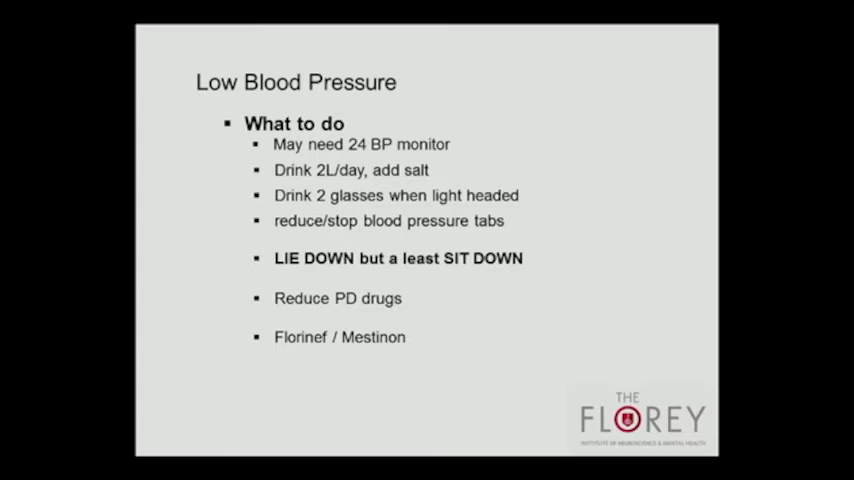 Low Blood Pressure
What to do
May need 24 BP monitor
Drink 2L/day, add salt
Drink 2 glasses when light headed
reduce/stop blood pressure tabs
LIE DOWN but a least SIT DOWN
Reduce PD drugs
Florinef / Mestinon
THE
FLOREY
INSTITUTE OF NEUROSCIENCE & MENTAL HEALTH